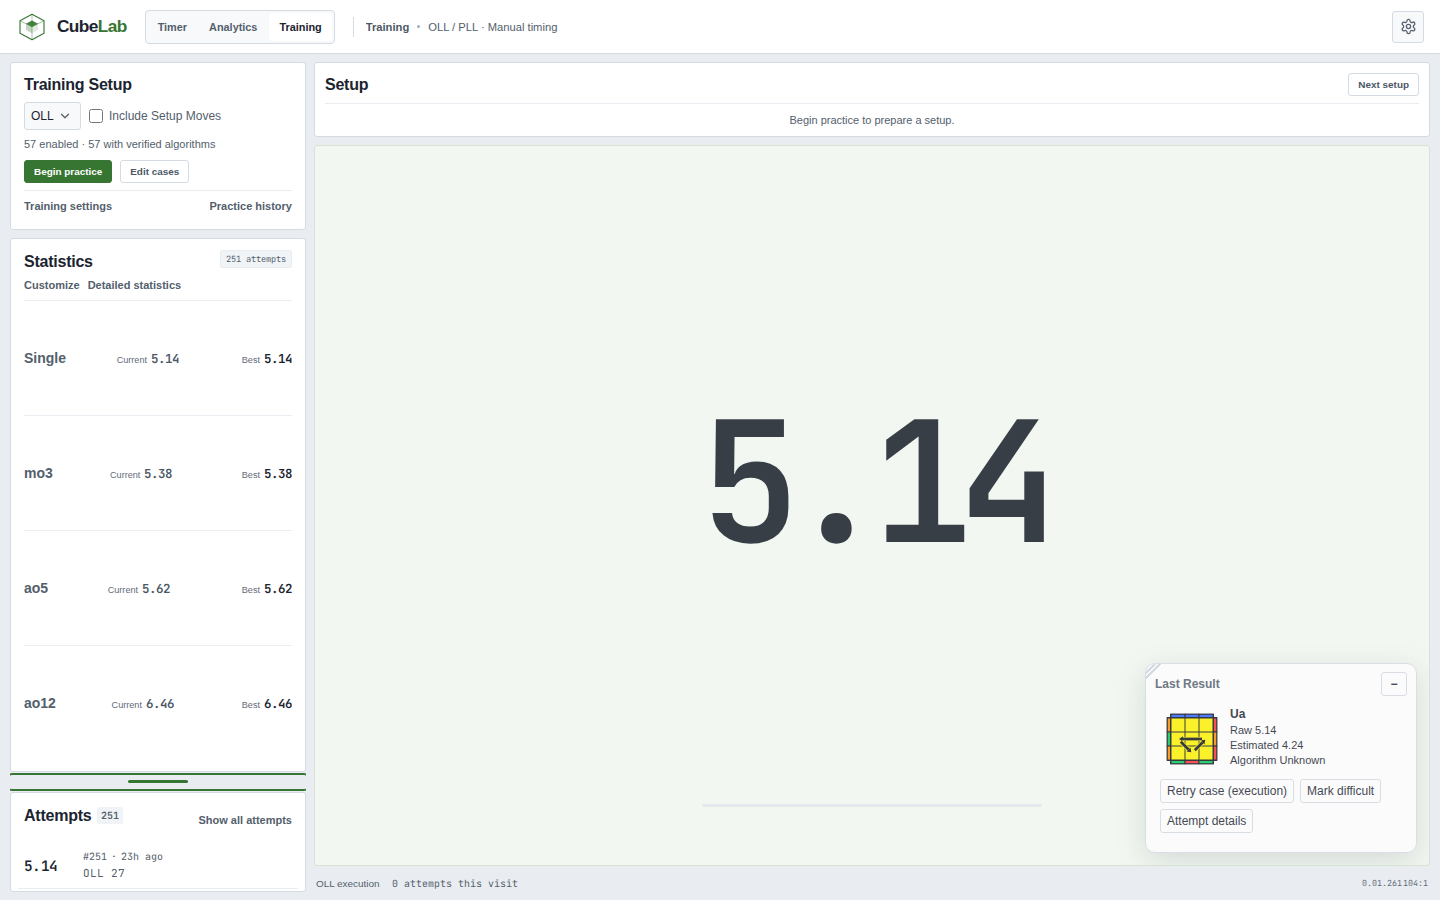 CubeLab
Timer Analytics Training
Training • OLL / PLL · Manual timing
Training Setup
OLL
Include Setup Moves
57 enabled · 57 with verified algorithms
Begin practice
Edit cases
Training settings
Practice history
Statistics
251 attempts
Customize Detailed statistics
Single Current 5.14 Best 5.14
mo3 Current 5.38 Best 5.38
ao5 Current 5.62 Best 5.62
ao12 Current 6.46 Best 6.46
Attempts 251
Show all attempts
5.14
#251 · 23h ago
OLL 27
Setup
Next setup
Begin practice to prepare a setup.
5.14
Last Result
–
Ua
Raw 5.14
Estimated 4.24
Algorithm Unknown
Retry case (execution)
Mark difficult
Attempt details
OLL execution 0 attempts this visit
0.01.261104:1